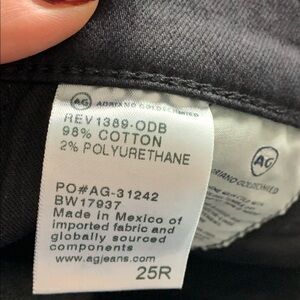 AG ADRIANO GOLDSCHMIED
REV1389-ODB
98% COTTON
2% POLYURETHANE
PO#AG-31242
BW17937
Made in Mexico of
imported fabric and
globally sourced
components
www.agjeans.com
25R
AG
ADRIANO GOLDSCHMIED